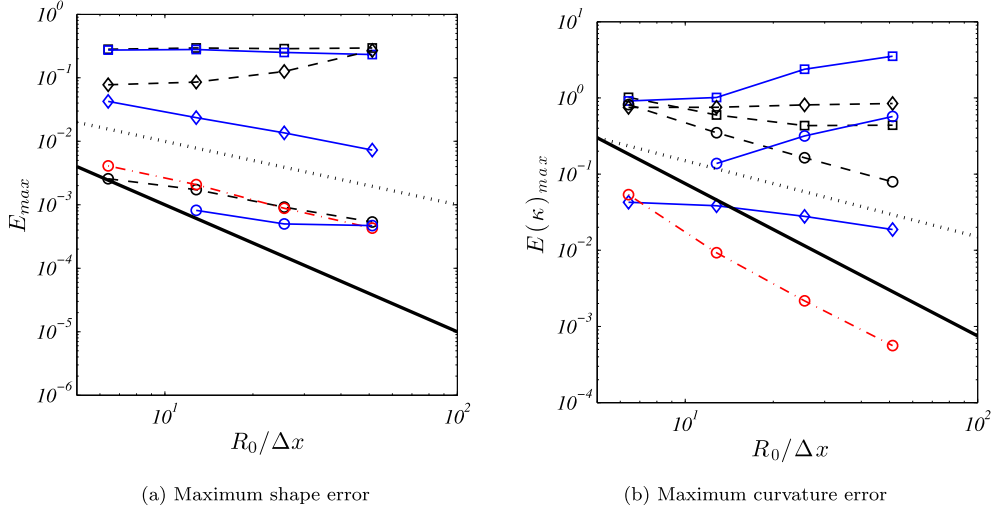 10^0
10^-1
10^-2
10^-3
10^-4
10^-5
10^-6
E_max
10^1
10^2
R_0/Δx
(a) Maximum shape error
10^1
10^0
10^-1
10^-2
10^-3
10^-4
E(κ)_max
10^1
10^2
R_0/Δx
(b) Maximum curvature error